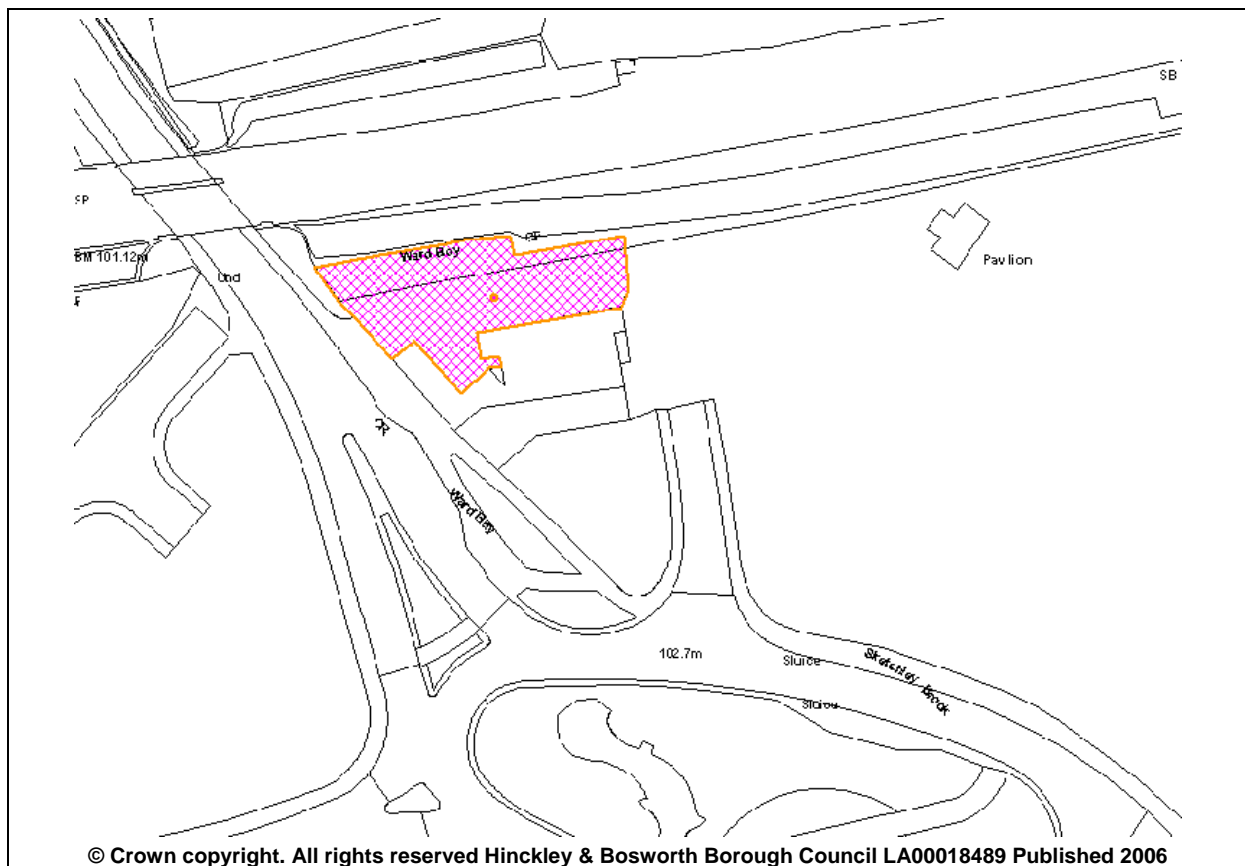 SB
SP
Ward Bdy
BM 101.12m
Pavilion
Und
CR
Ward Bdy
102.7m
Sluice
Sketchley Brook
Sluice
© Crown copyright. All rights reserved Hinckley & Bosworth Borough Council LA00018489 Published 2006